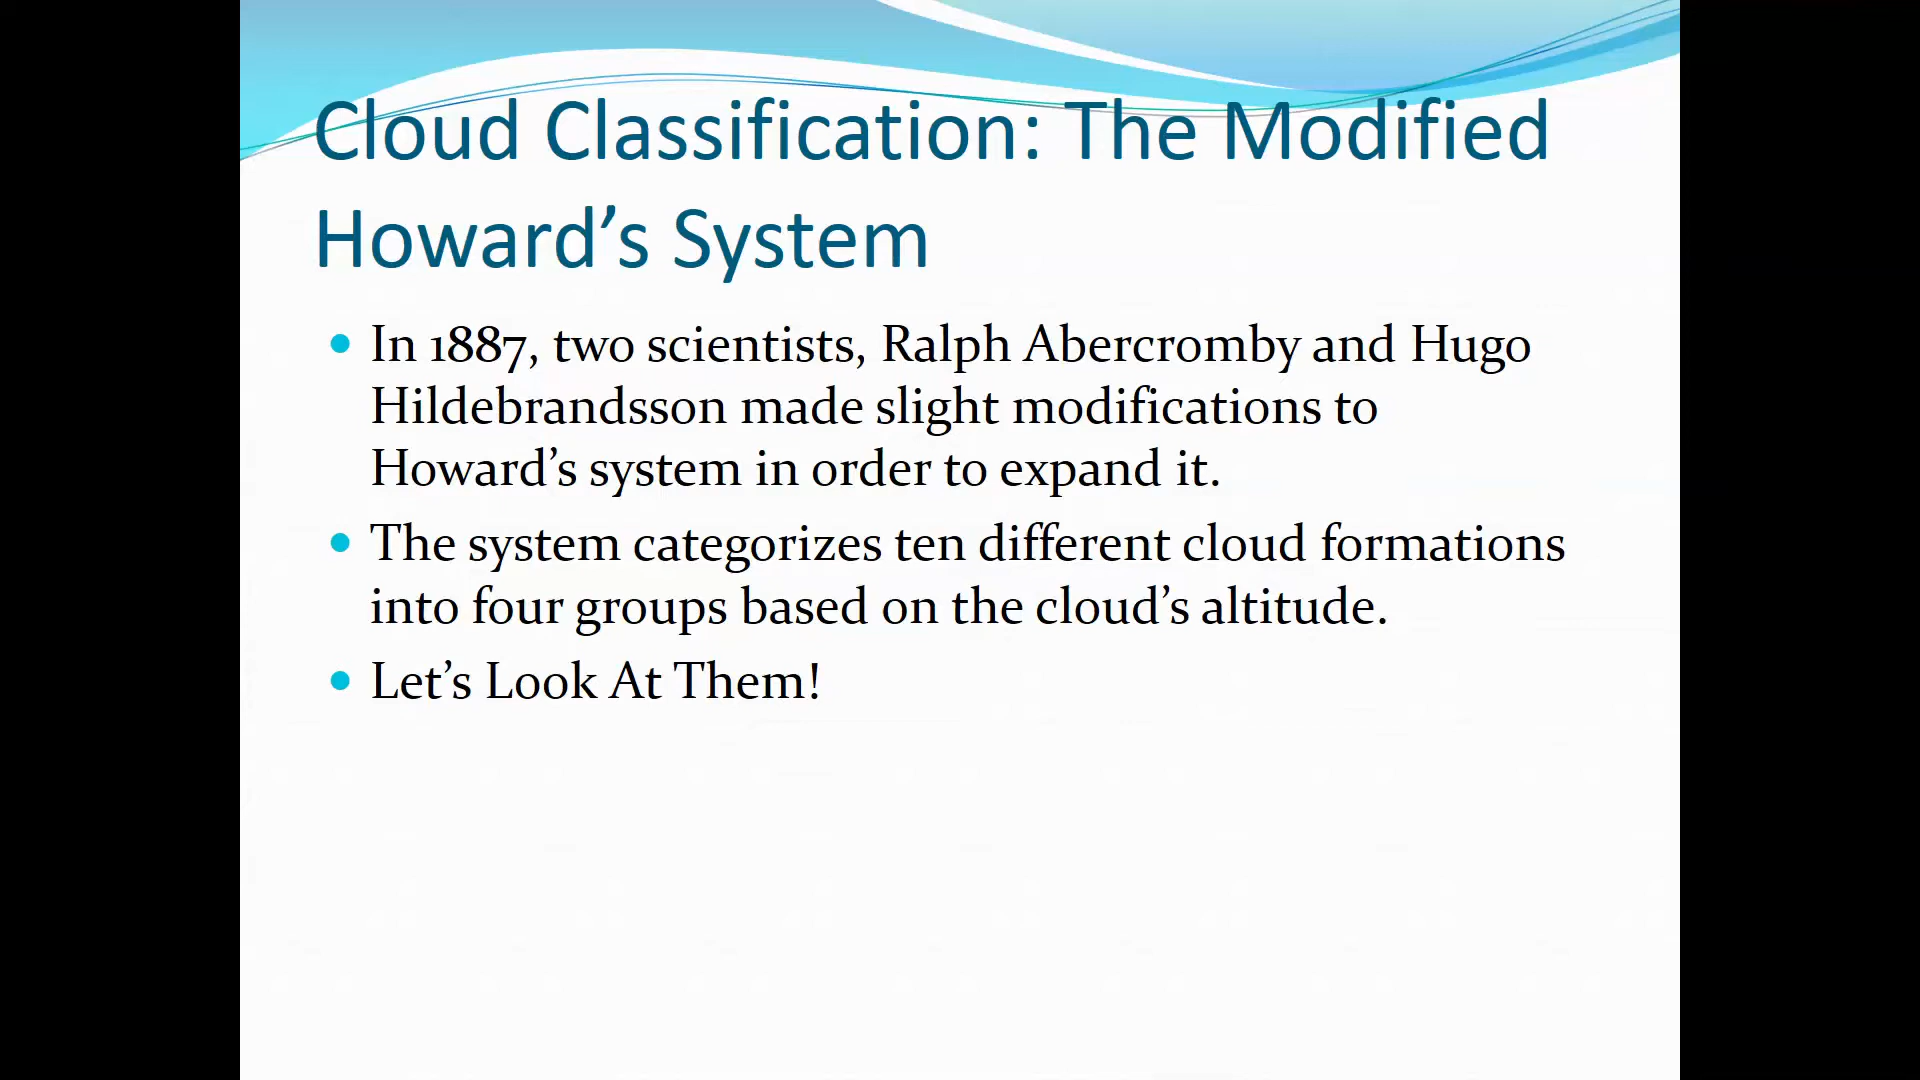 Cloud Classification: The Modified
Howard’s System
In 1887, two scientists, Ralph Abercromby and Hugo
Hildebrandsson made slight modifications to
Howard’s system in order to expand it.
The system categorizes ten different cloud formations
into four groups based on the cloud’s altitude.
Let’s Look At Them!